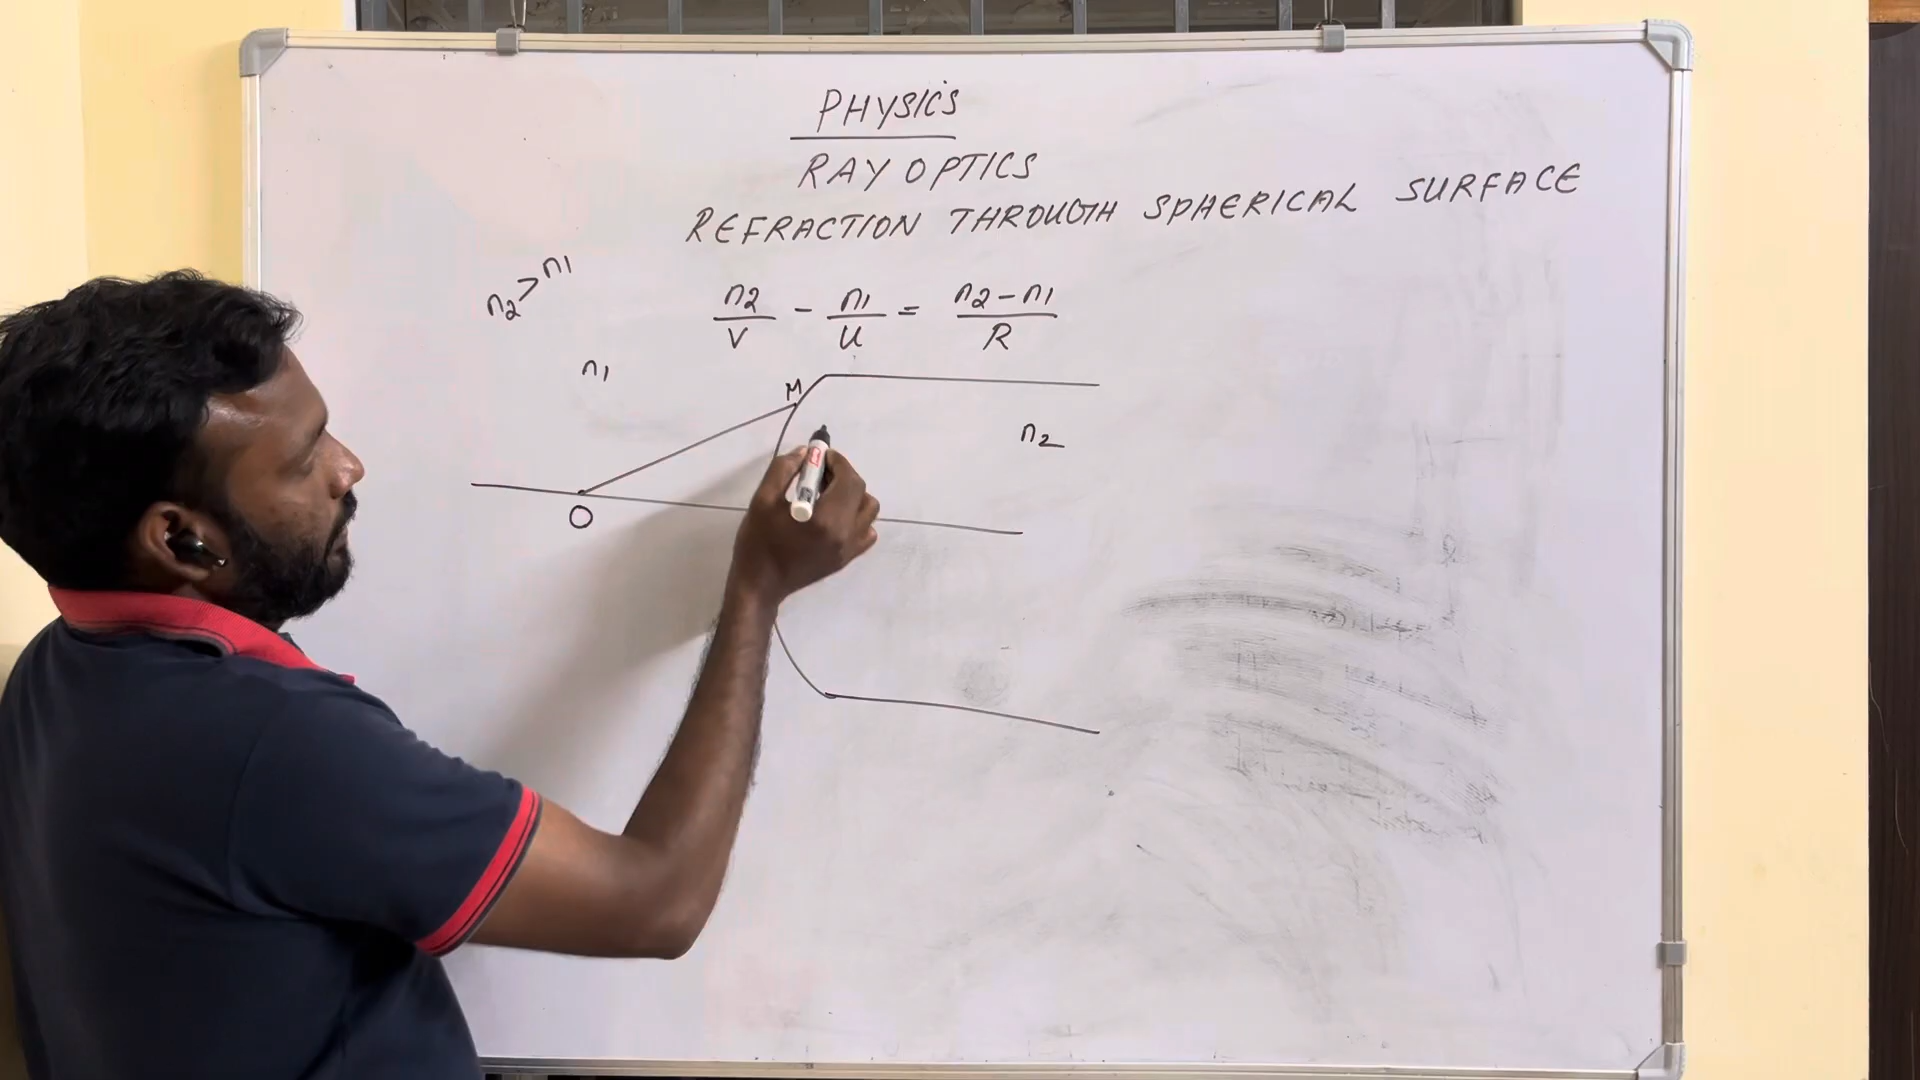 PHYSICS
RAY OPTICS
REFRACTION THROUGH SPHERICAL SURFACE
n2 > n1
n2/v - n1/u = n2-n1/R
n1
M
n2
O